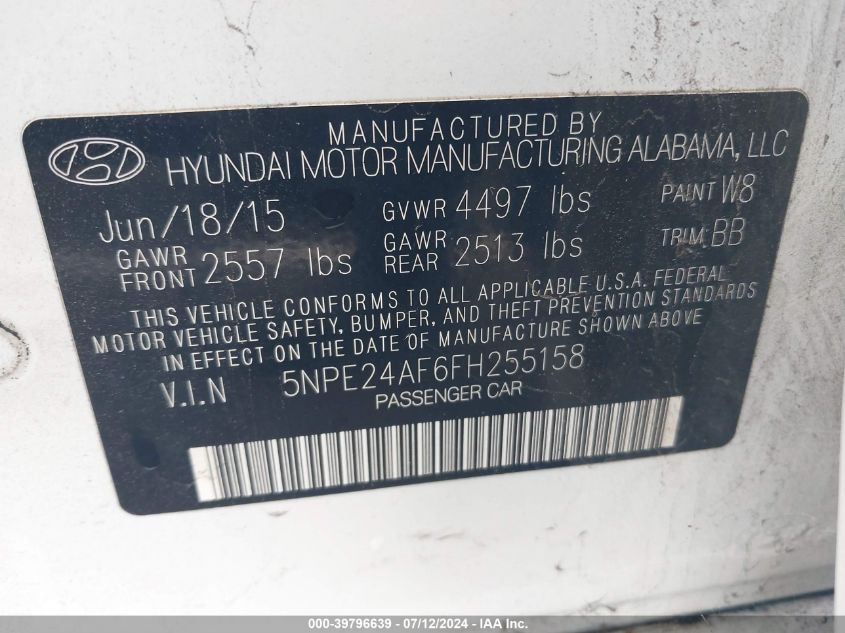 MANUFACTURED BY
HYUNDAI MOTOR MANUFACTURING ALABAMA, LLC
Jun/18/15 GVWR 4497 lbs PAINT W8
GAWR FRONT 2557 lbs GAWR REAR 2513 lbs TRIM BB
THIS VEHICLE CONFORMS TO ALL APPLICABLE U.S.A. FEDERAL
MOTOR VEHICLE SAFETY, BUMPER, AND THEFT PREVENTION STANDARDS
IN EFFECT ON THE DATE OF MANUFACTURE SHOWN ABOVE
V.I.N 5NPE24AF6FH255158
PASSENGER CAR
000-39796639 - 07/12/2024 - IAA Inc.